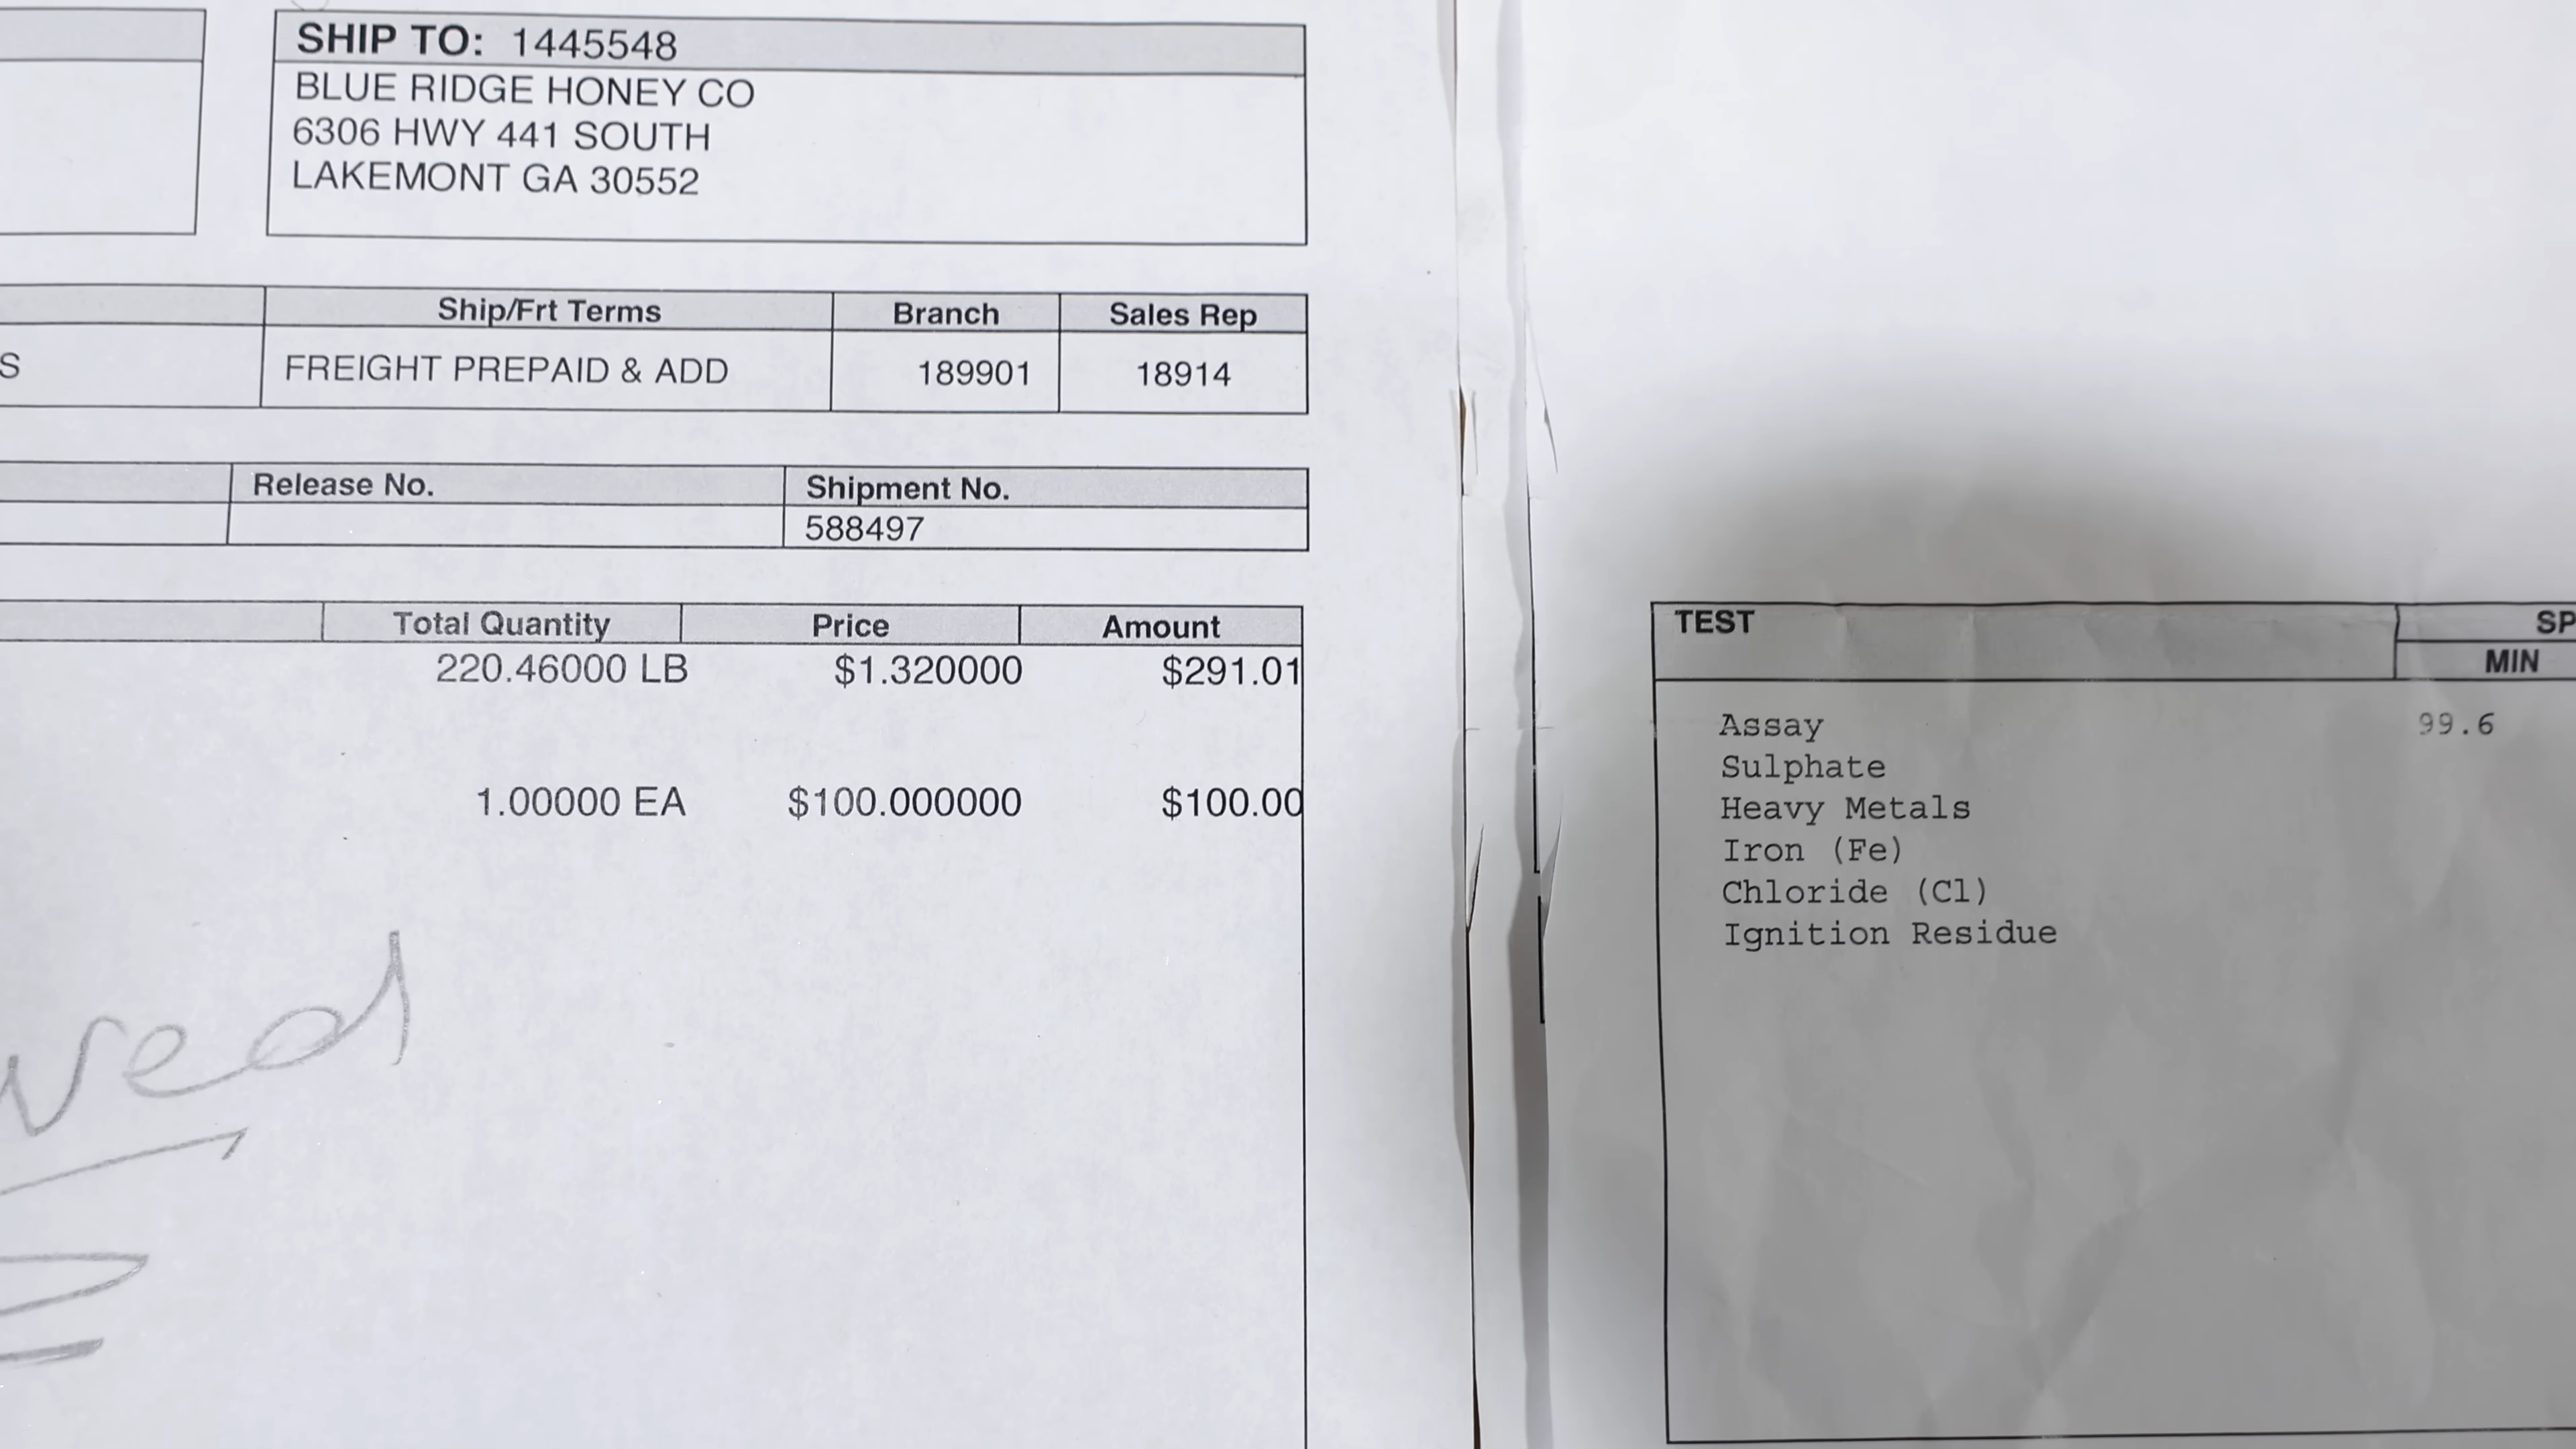 SHIP TO: 1445548
BLUE RIDGE HONEY CO
6306 HWY 441 SOUTH
LAKEMONT GA 30552
Ship/Frt Terms Branch Sales Rep
S FREIGHT PREPAID & ADD 189901 18914
Release No. Shipment No.
588497
Total Quantity Price Amount
220.46000 LB $1.320000 $291.01
1.00000 EA $100.000000 $100.00
TEST SP
MIN
Assay 99.6
Sulphate
Heavy Metals
Iron (Fe)
Chloride (Cl)
Ignition Residue